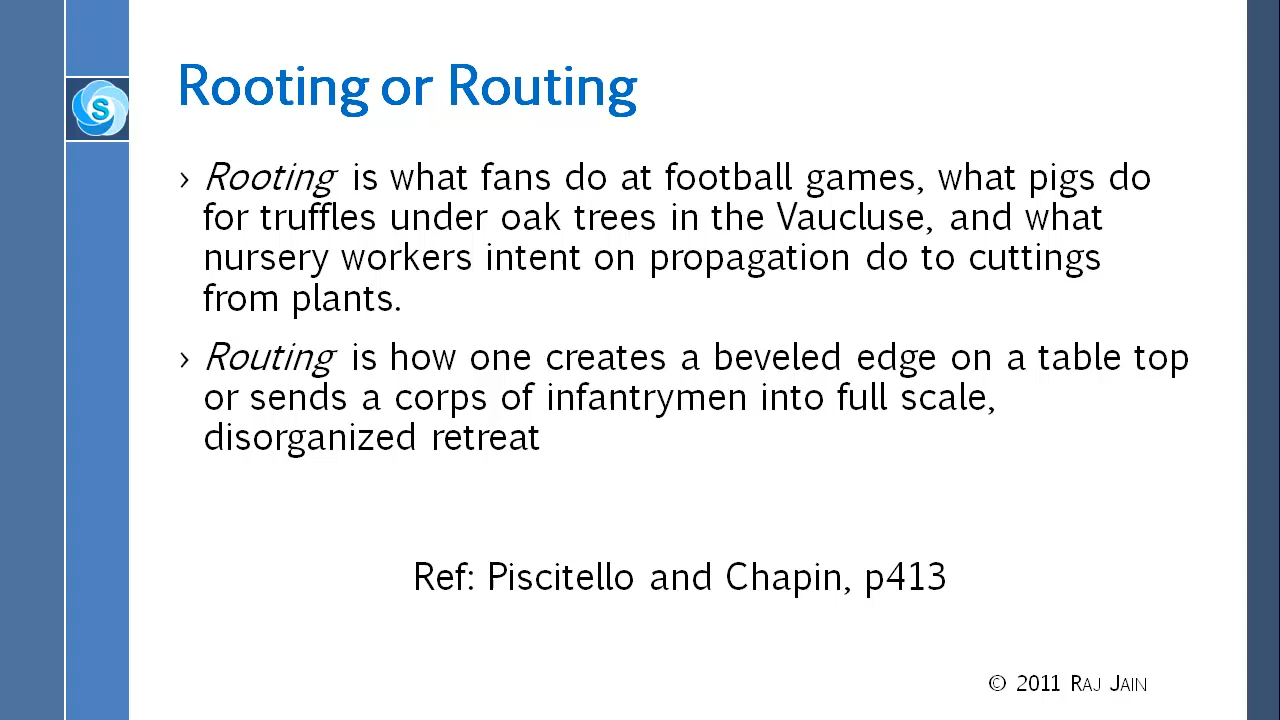 S
Rooting or Routing
› Rooting is what fans do at football games, what pigs do
for truffles under oak trees in the Vaucluse, and what
nursery workers intent on propagation do to cuttings
from plants.
› Routing is how one creates a beveled edge on a table top
or sends a corps of infantrymen into full scale,
disorganized retreat
Ref: Piscitello and Chapin, p413
© 2011 RAJ JAIN